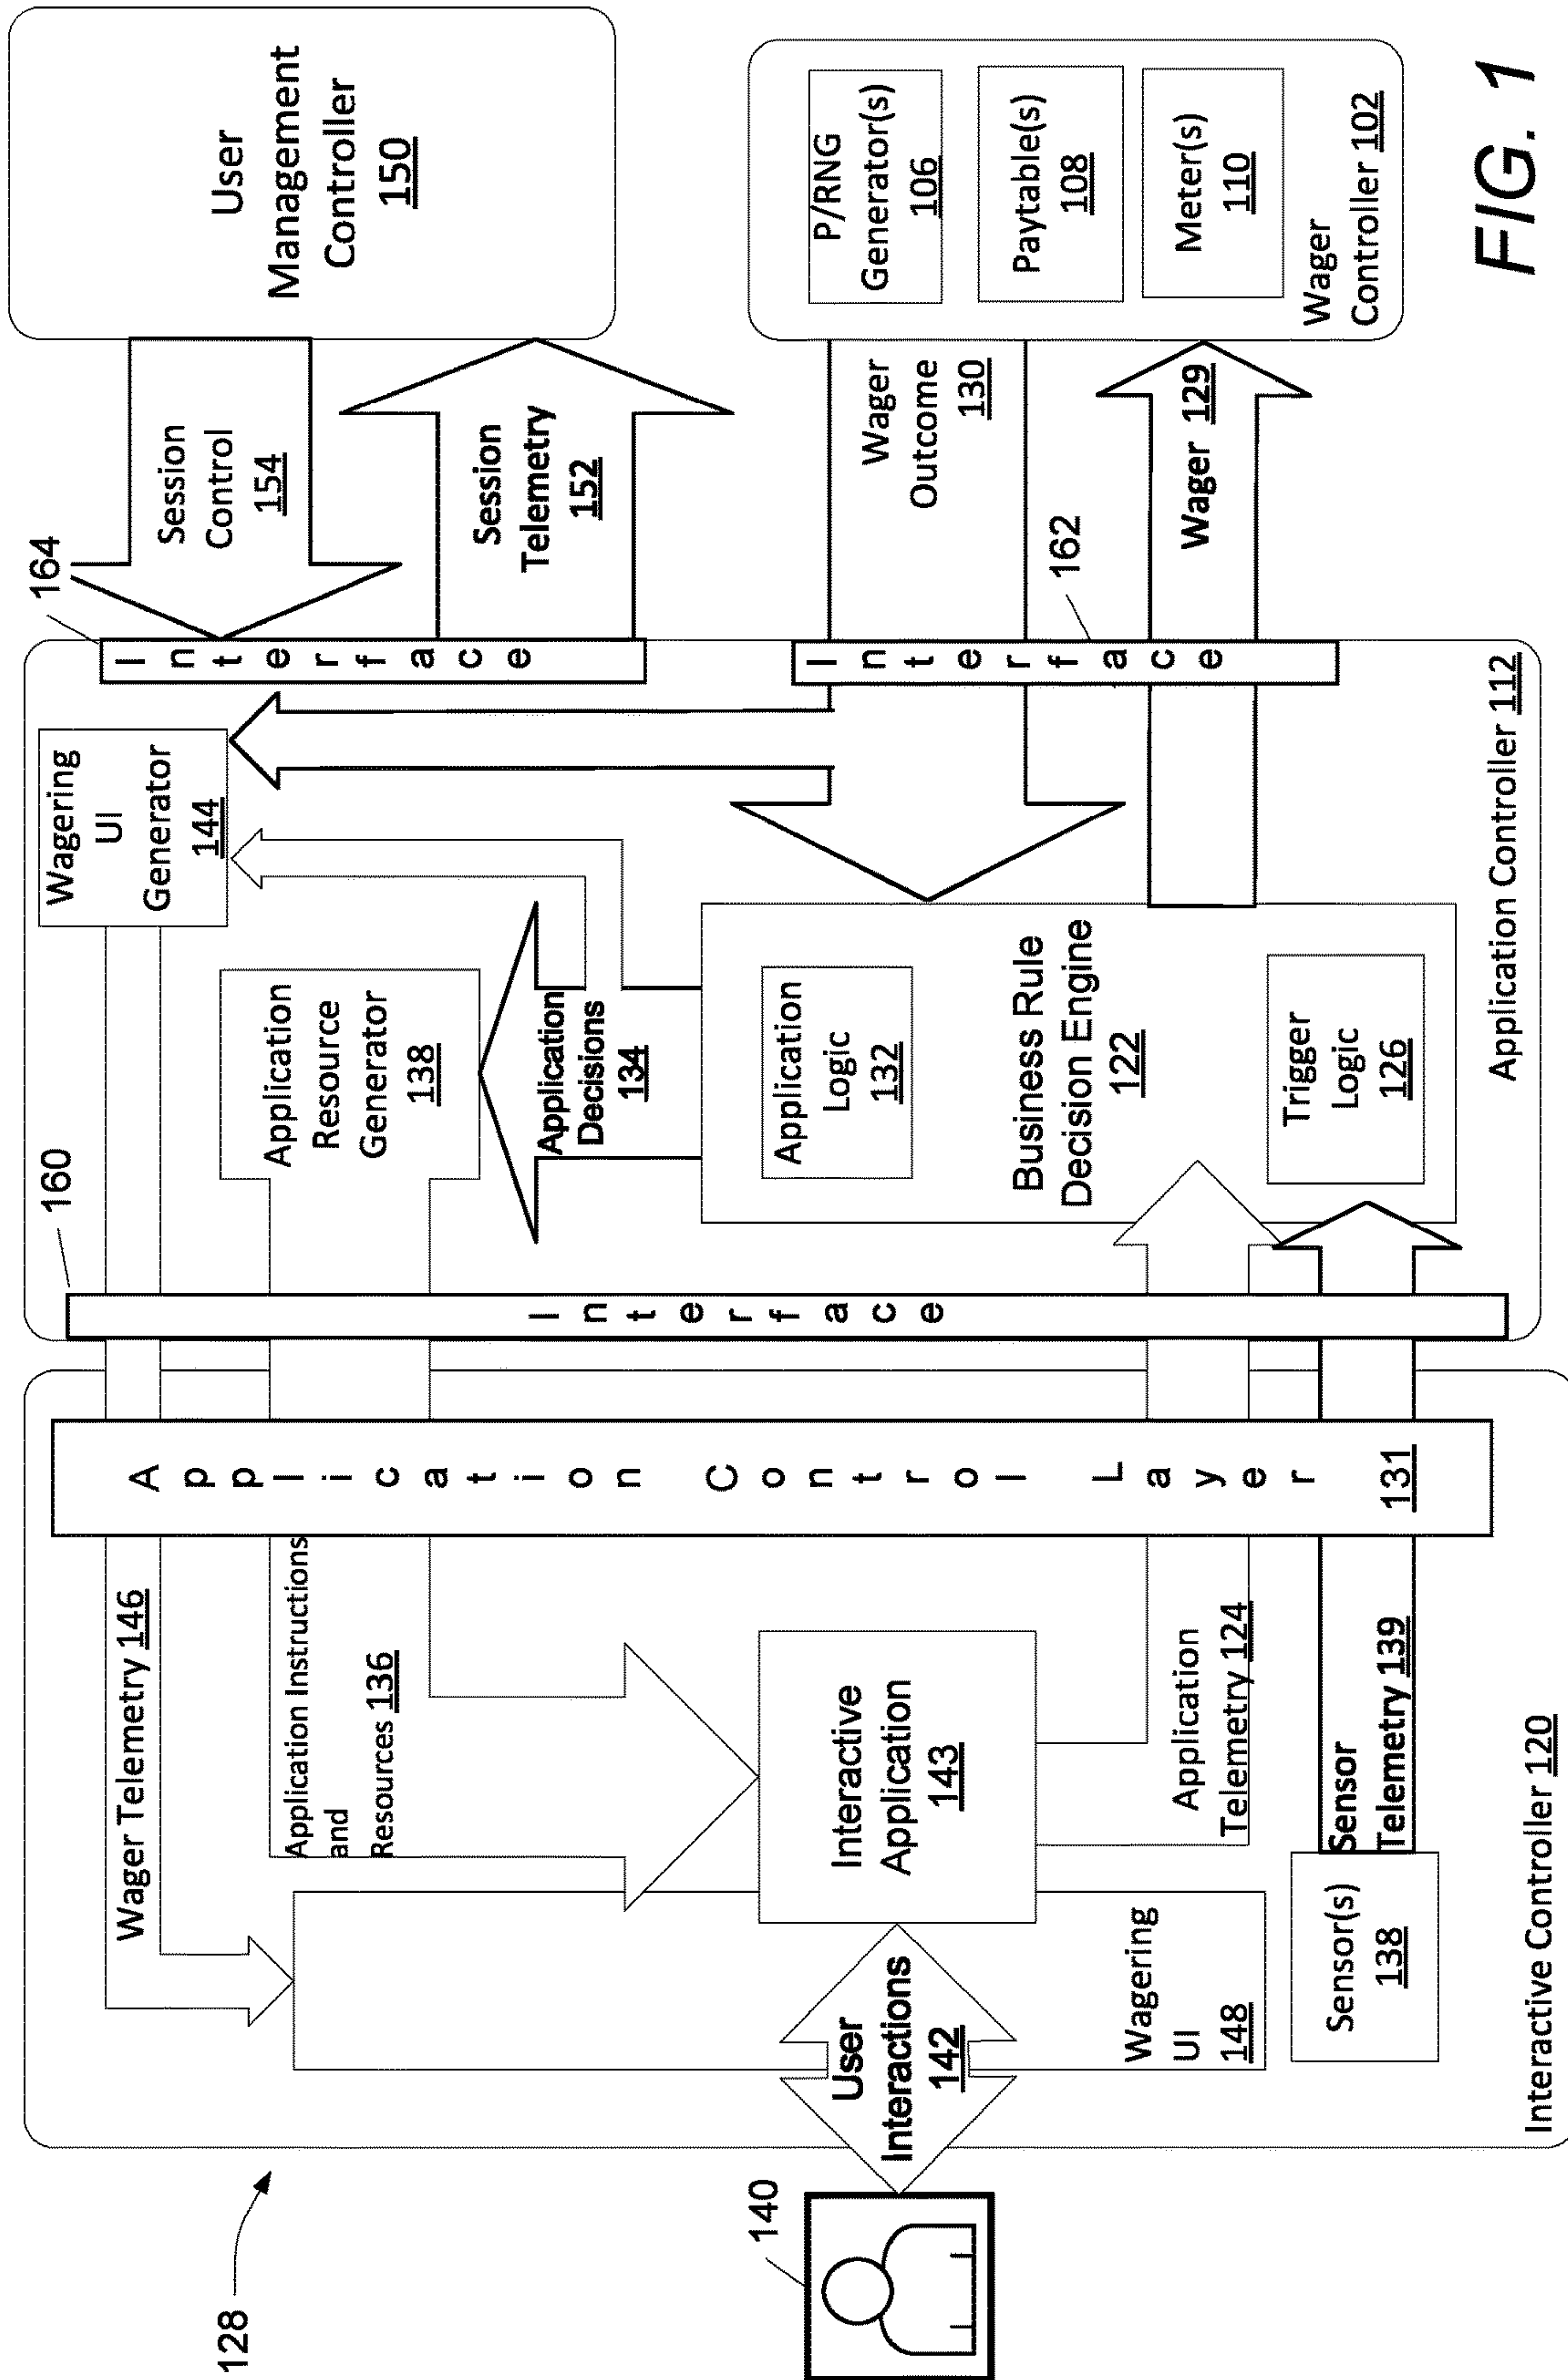 128
140
User
Interactions
142
Wager Telemetry 146
Application Instructions
and
Resources 136
Interactive
Application
143
Application
Telemetry 124
Wagering
UI
148
Sensor(s)
138
Sensor
Telemetry 139
Interactive Controller 120
Application Control Layer
131
160
Interface
Wagering
UI
Generator
144
Application
Resource
Generator
138
Application
Decisions
134
Application
Logic
132
Business Rule
Decision Engine
122
Trigger
Logic
126
Application Controller 112
164
Interface
162
Interface
Session
Control
154
Session
Telemetry
152
Wager
Outcome
130
Wager 129
User
Management
Controller
150
P/RNG
Generator(s)
106
Paytable(s)
108
Meter(s)
110
Wager
Controller 102
FIG. 1